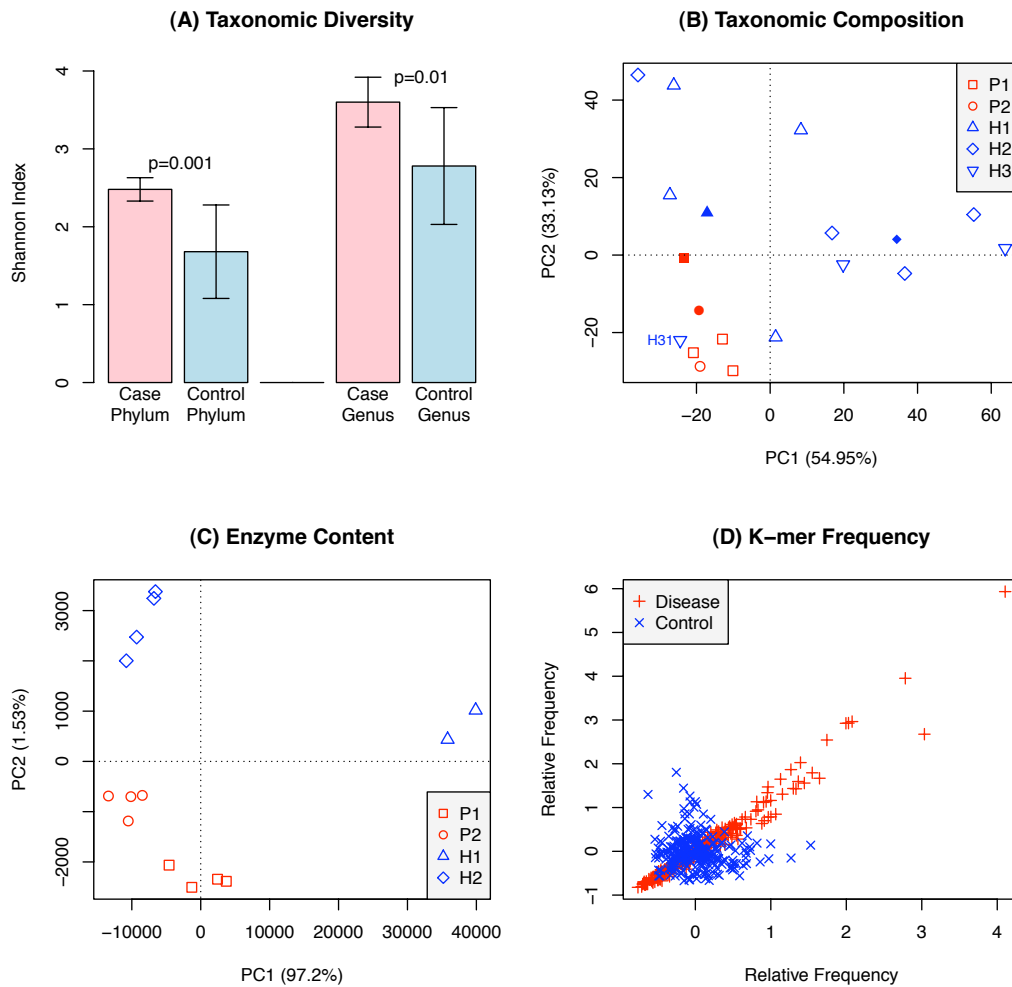 (A) Taxonomic Diversity
Shannon Index
4
3
2
1
0
p=0.001
p=0.01
Case
Phylum
Control
Phylum
Case
Genus
Control
Genus
(B) Taxonomic Composition
PC2 (33.13%)
40
20
0
−20
H31
P1
P2
H1
H2
H3
−20 0 20 40 60
PC1 (54.95%)
(C) Enzyme Content
PC2 (1.53%)
3000
1000
0
−2000
P1
P2
H1
H2
−10000 0 10000 20000 30000 40000
PC1 (97.2%)
(D) K−mer Frequency
Relative Frequency
6
5
4
3
2
1
0
−1
Disease
Control
0 1 2 3 4
Relative Frequency